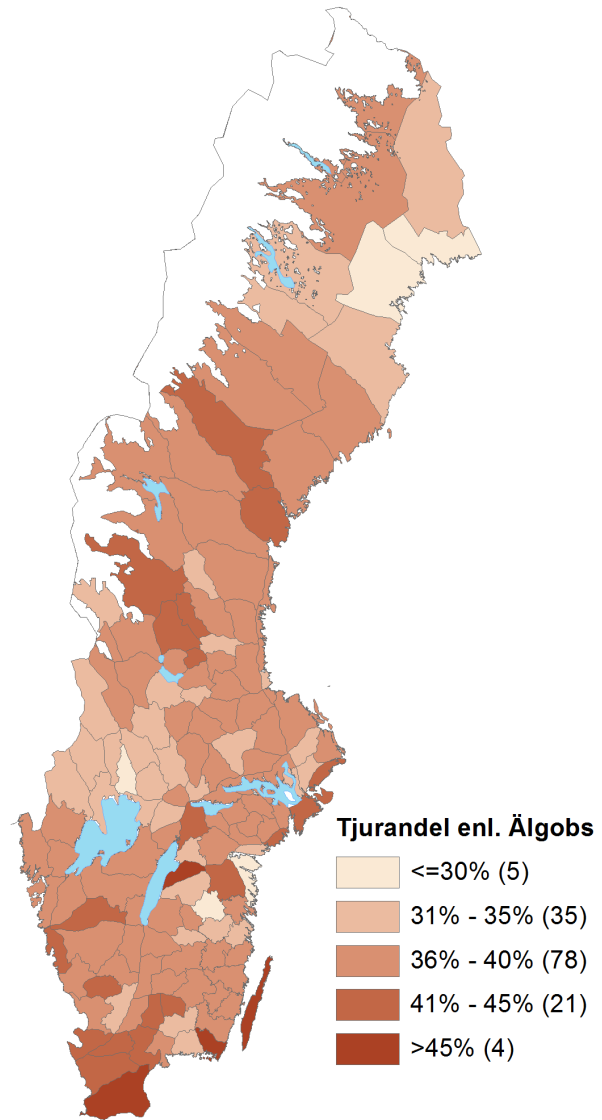 Tjurandel enl. Älgobs
<=30% (5)
31% - 35% (35)
36% - 40% (78)
41% - 45% (21)
>45% (4)